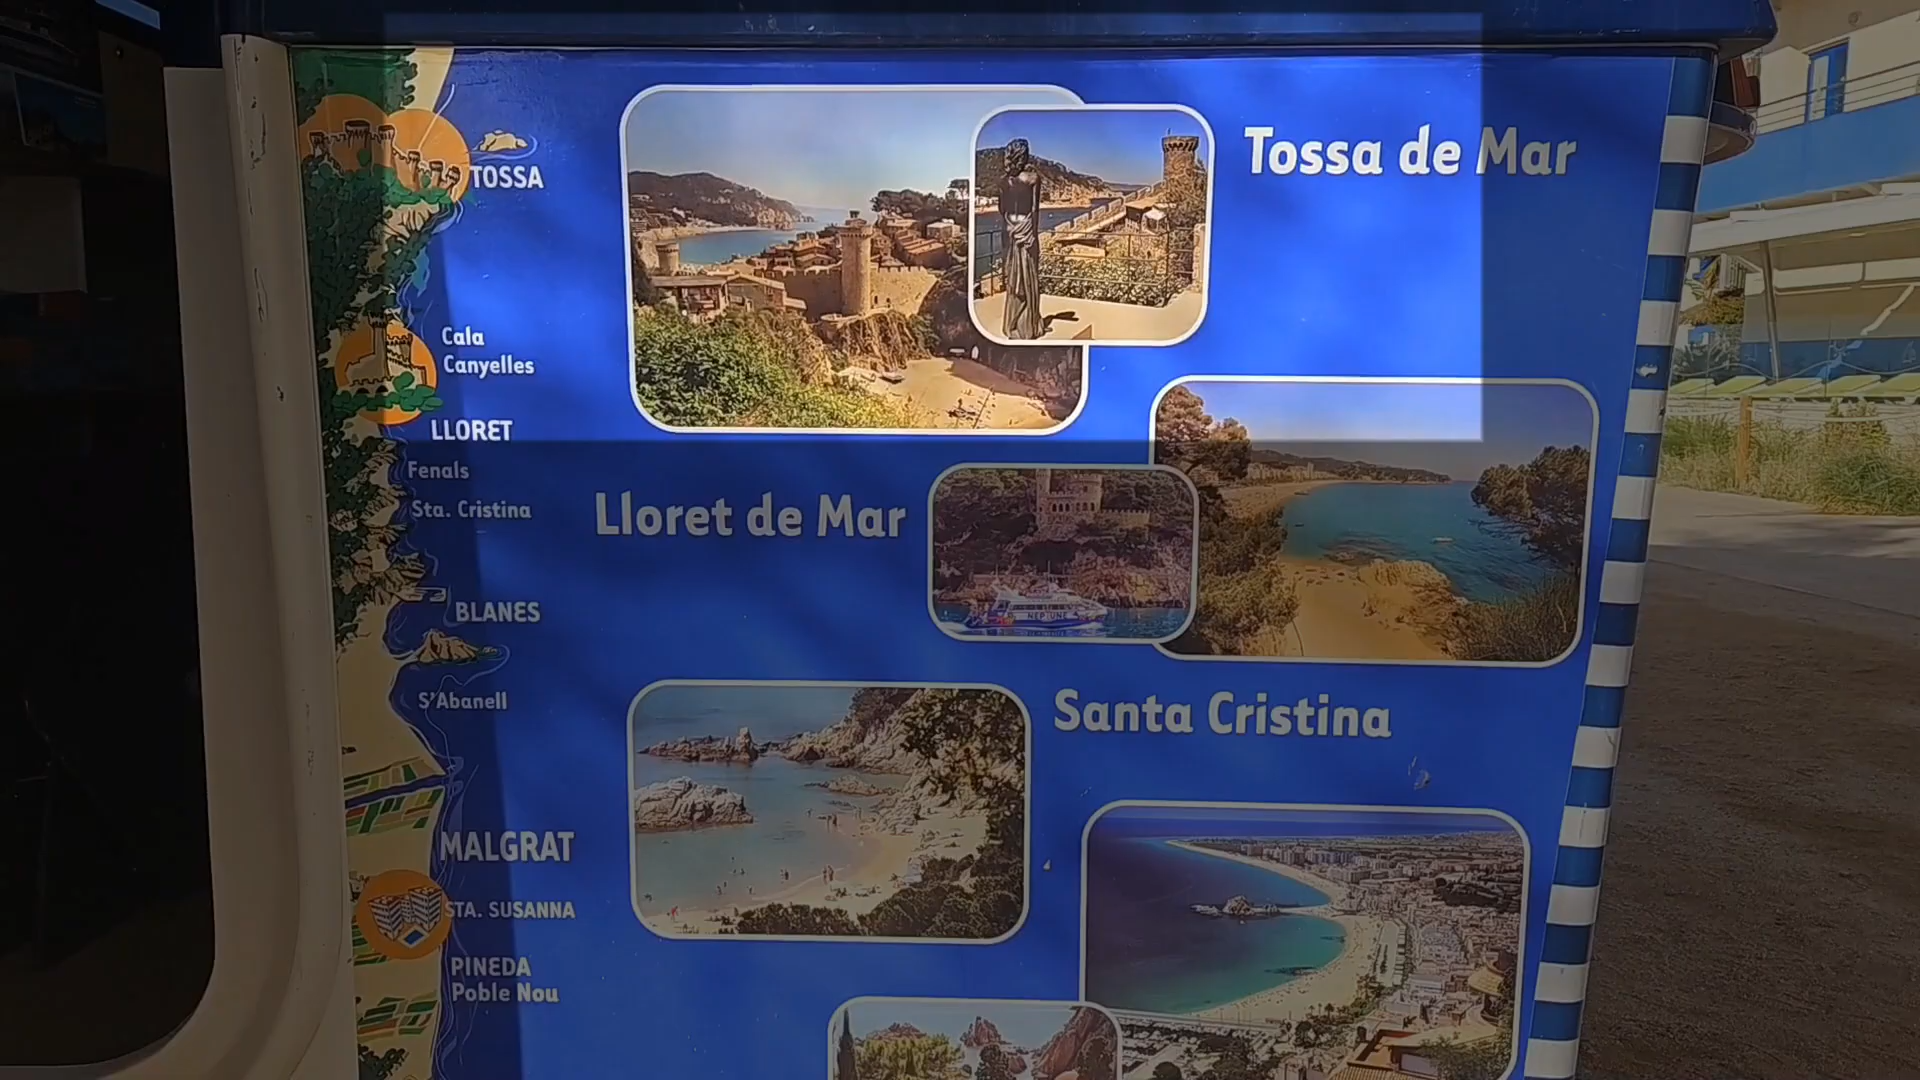 TOSSA
Tossa de Mar
Cala
Canyelles
LLORET
Fenals
Sta. Cristina
Lloret de Mar
NEPTUNE
BLANES
S'Abanell
Santa Cristina
MALGRAT
STA. SUSANNA
PINEDA
Poble Nou